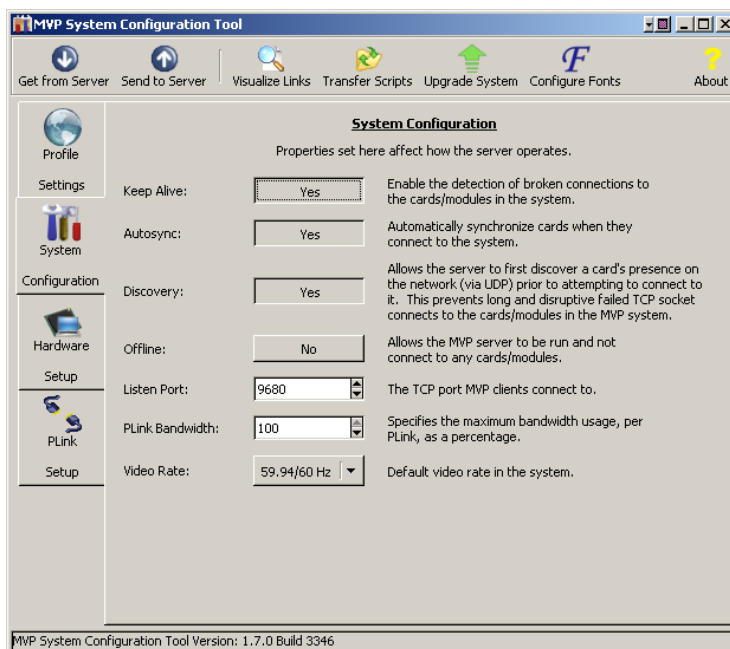 MVP System Configuration Tool
Get from Server Send to Server Visualize Links Transfer Scripts Upgrade System Configure Fonts About
Profile
Settings
System
Configuration
Hardware
Setup
PLink
Setup
System Configuration
Properties set here affect how the server operates.
Keep Alive: Yes Enable the detection of broken connections to
the cards/modules in the system.
Autosync: Yes Automatically synchronize cards when they
connect to the system.
Discovery: Yes Allows the server to first discover a card's presence on
the network (via UDP) prior to attempting to connect to
it. This prevents long and disruptive failed TCP socket
connects to the cards/modules in the MVP system.
Offline: No Allows the MVP server to be run and not
connect to any cards/modules.
Listen Port: 9680 The TCP port MVP clients connect to.
PLink Bandwidth: 100 Specifies the maximum bandwidth usage, per
PLink, as a percentage.
Video Rate: 59.94/60 Hz Default video rate in the system.
MVP System Configuration Tool Version: 1.7.0 Build 3346